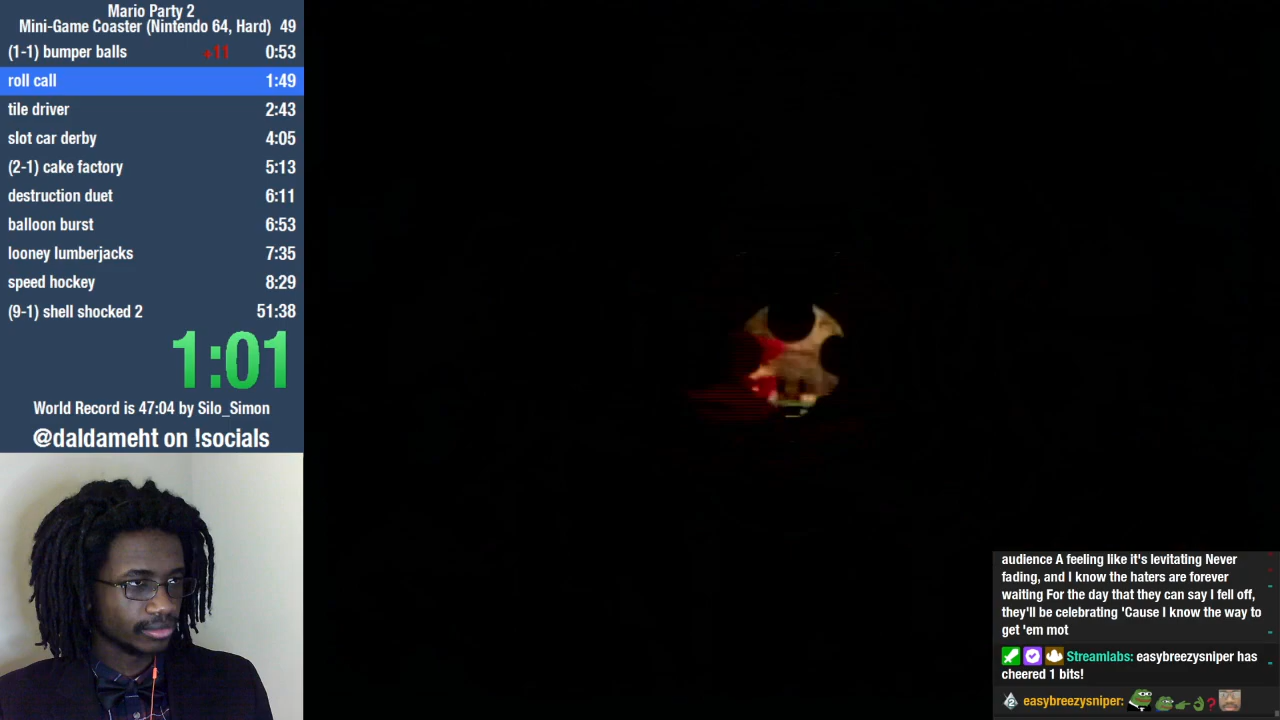 Mario Party 2
Mini-Game Coaster (Nintendo 64, Hard) 49
(1-1) bumper balls +11 0:53
roll call 1:49
tile driver 2:43
slot car derby 4:05
(2-1) cake factory 5:13
destruction duet 6:11
balloon burst 6:53
looney lumberjacks 7:35
speed hockey 8:29
(9-1) shell shocked 2 51:38
1:01
World Record is 47:04 by Silo_Simon
@daldameht on !socials
audience A feeling like it's levitating Never
fading, and I know the haters are forever
waiting For the day that they can say I fell off,
they'll be celebrating 'Cause I know the way to
get 'em mot
Streamlabs: easybreezysniper has
cheered 1 bits!
easybreezysniper: